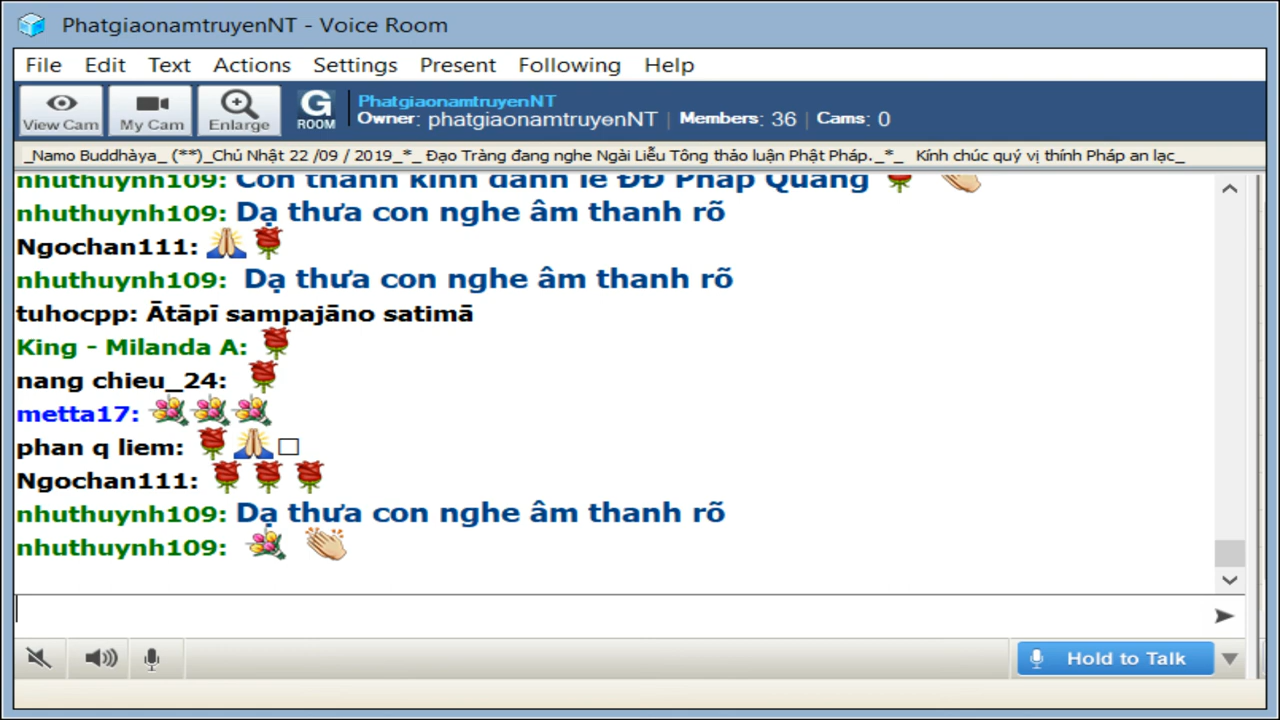 PhatgiaonamtruyenNT - Voice Room
File Edit Text Actions Settings Present Following Help
View Cam My Cam Enlarge G ROOM PhatgiaonamtruyenNT
Owner: phatgiaonamtruyenNT | Members: 36 | Cams: 0
_Namo Buddhàya_ (**)_Chủ Nhật 22 /09 / 2019_*_ Đạo Tràng đang nghe Ngài Liễu Tông thảo luận Phật Pháp._*_ Kính chúc quý vị thính Pháp an lạc_
nhuthuynh109: Con thành kính đảnh lễ ĐĐ Pháp Quang
nhuthuynh109: Dạ thưa con nghe âm thanh rõ
Ngochan111:
nhuthuynh109: Dạ thưa con nghe âm thanh rõ
tuhocpp: Ātāpī sampajāno satimā
King - Milanda A:
nang chieu_24:
metta17:
phan q liem:
Ngochan111:
nhuthuynh109: Dạ thưa con nghe âm thanh rõ
nhuthuynh109:
Hold to Talk